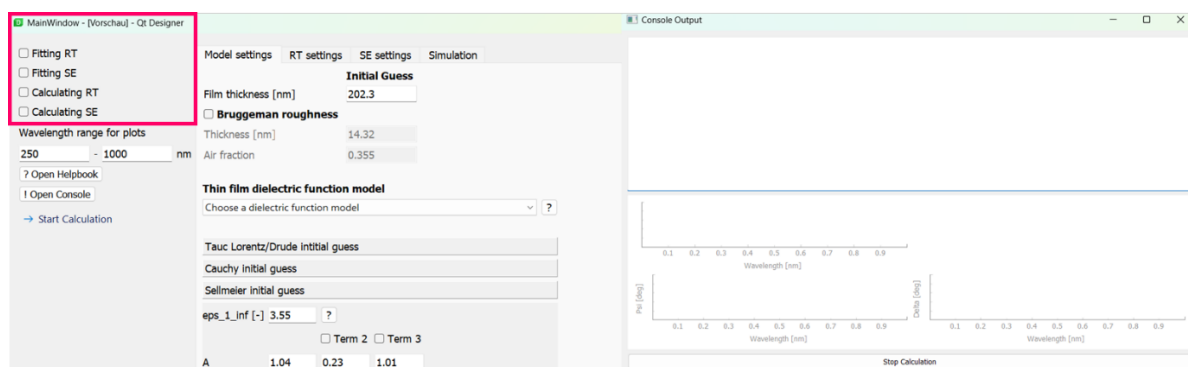 MainWindow - [Vorschau] - Qt Designer
Fitting RT
Fitting SE
Calculating RT
Calculating SE
Wavelength range for plots
250 - 1000 nm
? Open Helpbook
! Open Console
→ Start Calculation
Model settings RT settings SE settings Simulation
Initial Guess
Film thickness [nm] 202.3
Bruggeman roughness
Thickness [nm] 14.32
Air fraction 0.355
Thin film dielectric function model
Choose a dielectric function model ?
Tauc Lorentz/Drude intitial guess
Cauchy initial guess
Sellmeier initial guess
eps_1_inf [-] 3.55 ?
Term 2 Term 3
A 1.04 0.23 1.01
Console Output
0.1 0.2 0.3 0.4 0.5 0.6 0.7 0.8 0.9
Wavelength [nm]
Psi [deg]
0.1 0.2 0.3 0.4 0.5 0.6 0.7 0.8 0.9
Wavelength [nm]
Delta [deg]
0.1 0.2 0.3 0.4 0.5 0.6 0.7 0.8 0.9
Wavelength [nm]
Stop Calculation